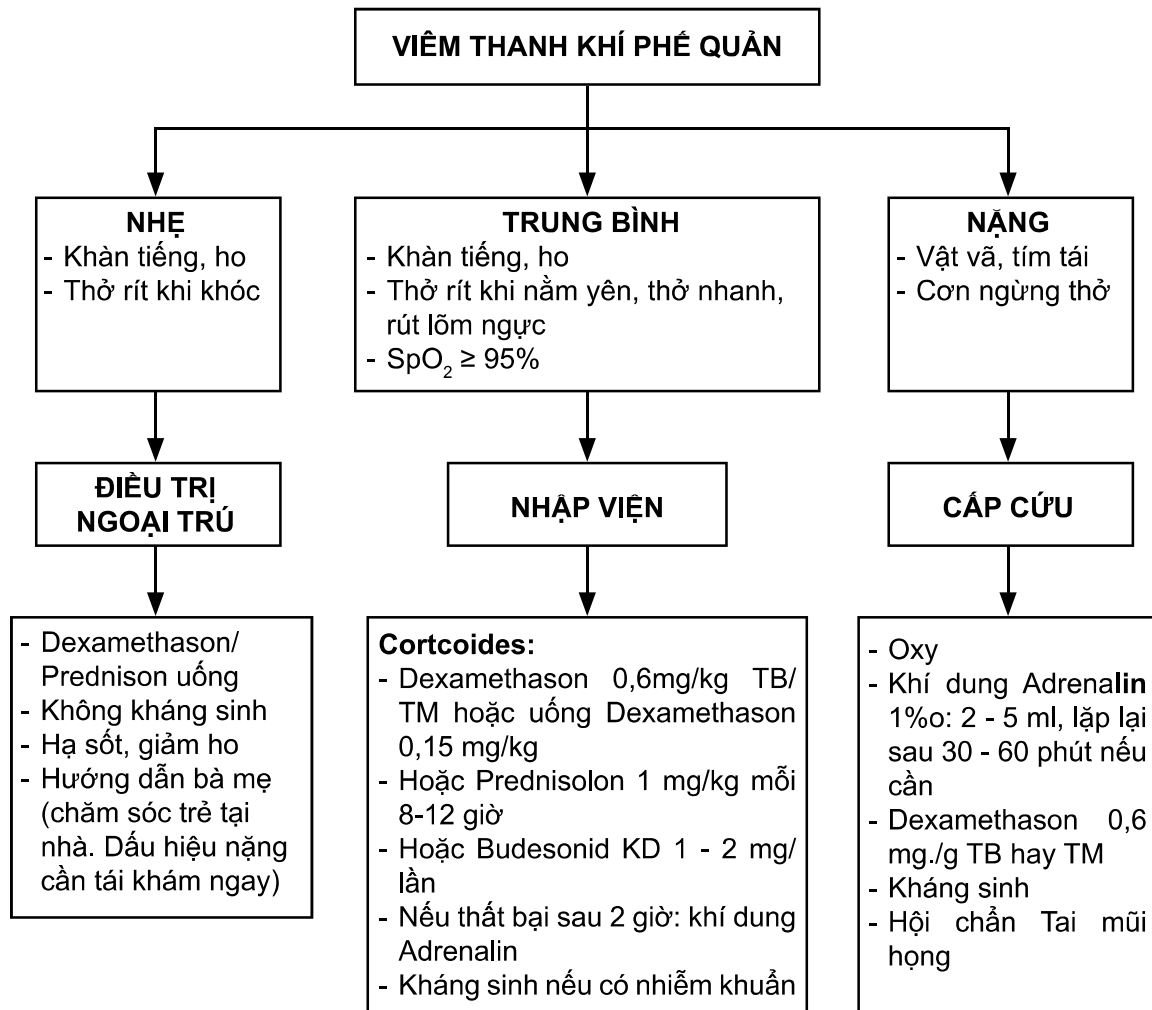 VIÊM THANH KHÍ PHẾ QUẢN
NHẸ
- Khàn tiếng, ho
- Thở rít khi khóc
TRUNG BÌNH
- Khàn tiếng, ho
- Thở rít khi nằm yên, thở nhanh,
rút lõm ngực
- SpO₂ ≥ 95%
NẶNG
- Vật vã, tím tái
- Cơn ngừng thở
ĐIỀU TRỊ
NGOẠI TRÚ
NHẬP VIỆN
CẤP CỨU
- Dexamethason/
Prednison uống
- Không kháng sinh
- Hạ sốt, giảm ho
- Hướng dẫn bà mẹ
(chăm sóc trẻ tại
nhà. Dấu hiệu nặng
cần tái khám ngay)
Cortcoides:
- Dexamethason 0,6mg/kg TB/
TM hoặc uống Dexamethason
0,15 mg/kg
- Hoặc Prednisolon 1 mg/kg mỗi
8-12 giờ
- Hoặc Budesonid KD 1 - 2 mg/
lần
- Nếu thất bại sau 2 giờ: khí dung
Adrenalin
- Kháng sinh nếu có nhiễm khuẩn
- Oxy
- Khí dung Adrenalin
1%o: 2 - 5 ml, lặp lại
sau 30 - 60 phút nếu
cần
- Dexamethason 0,6
mg./g TB hay TM
- Kháng sinh
- Hội chẩn Tai mũi
họng